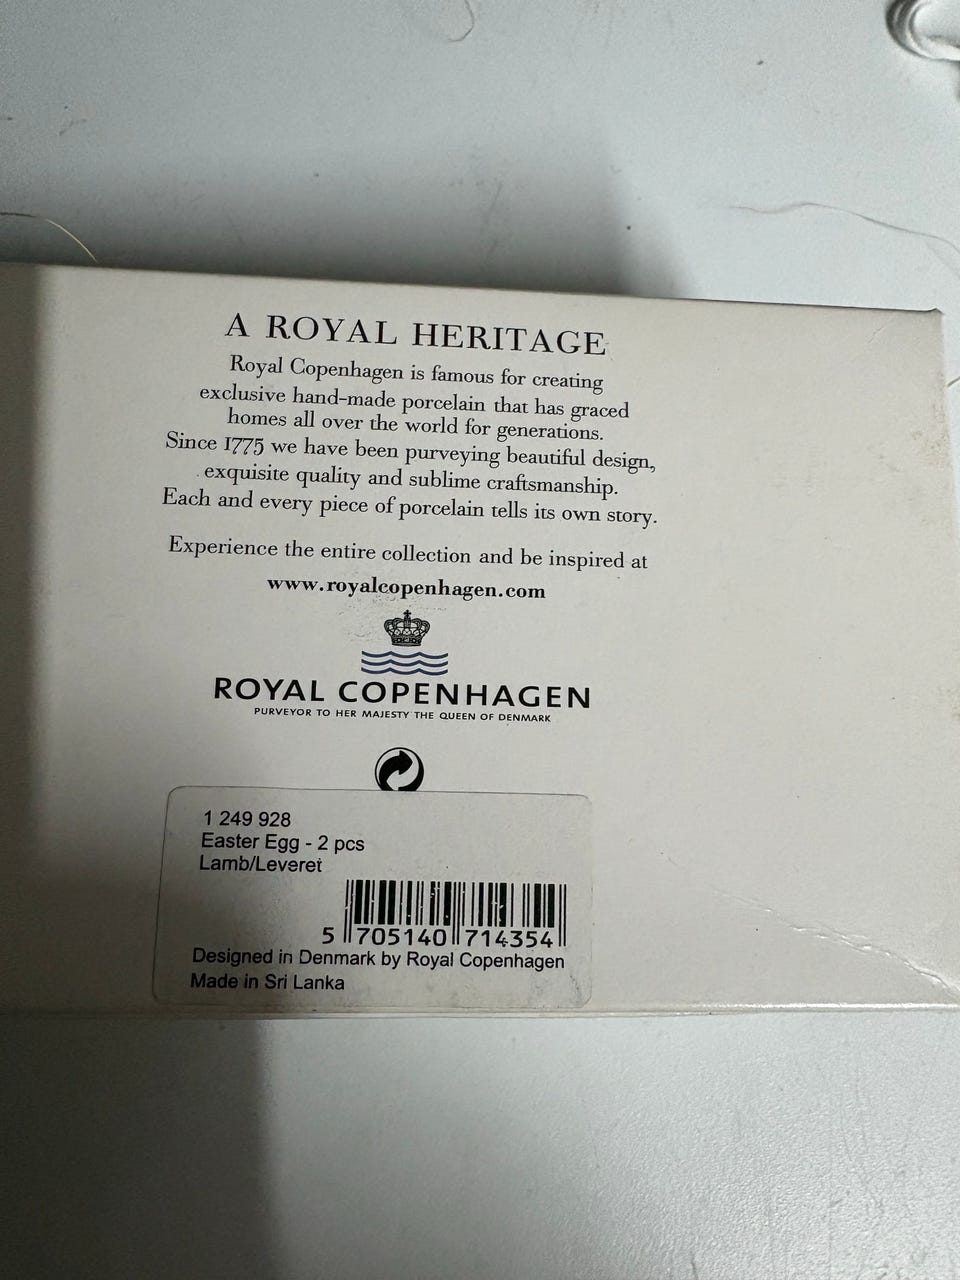 A ROYAL HERITAGE
Royal Copenhagen is famous for creating
exclusive hand-made porcelain that has graced
homes all over the world for generations.
Since 1775 we have been purveying beautiful design,
exquisite quality and sublime craftsmanship.
Each and every piece of porcelain tells its own story.
Experience the entire collection and be inspired at
www.royalcopenhagen.com
ROYAL COPENHAGEN
PURVEYOR TO HER MAJESTY THE QUEEN OF DENMARK
1 249 928
Easter Egg - 2 pcs
Lamb/Leveret
5 705140 714354
Designed in Denmark by Royal Copenhagen
Made in Sri Lanka